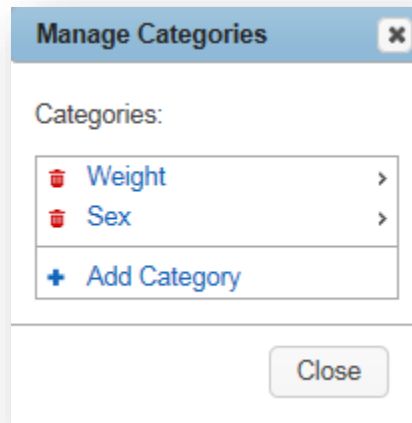 Manage Categories
Categories:
Weight
Sex
Add Category
Close